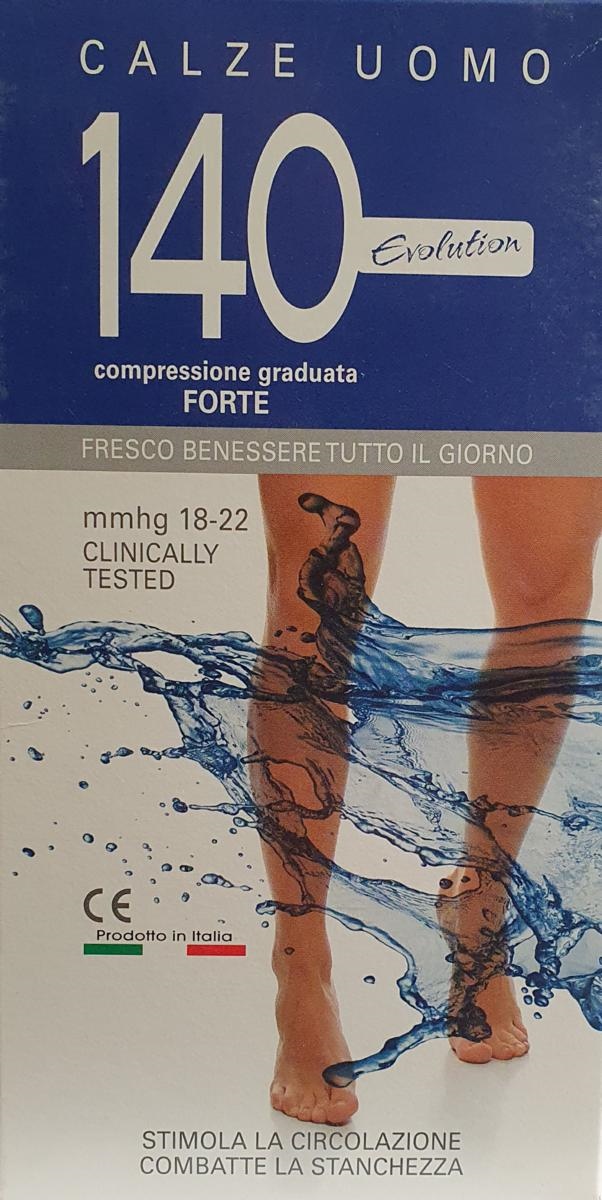 CALZE UOMO
140
Evolution
compressione graduata
FORTE
FRESCO BENESSERE TUTTO IL GIORNO
mmhg 18-22
CLINICALLY
TESTED
CE
Prodotto in Italia
STIMOLA LA CIRCOLAZIONE
COMBATTE LA STANCHEZZA